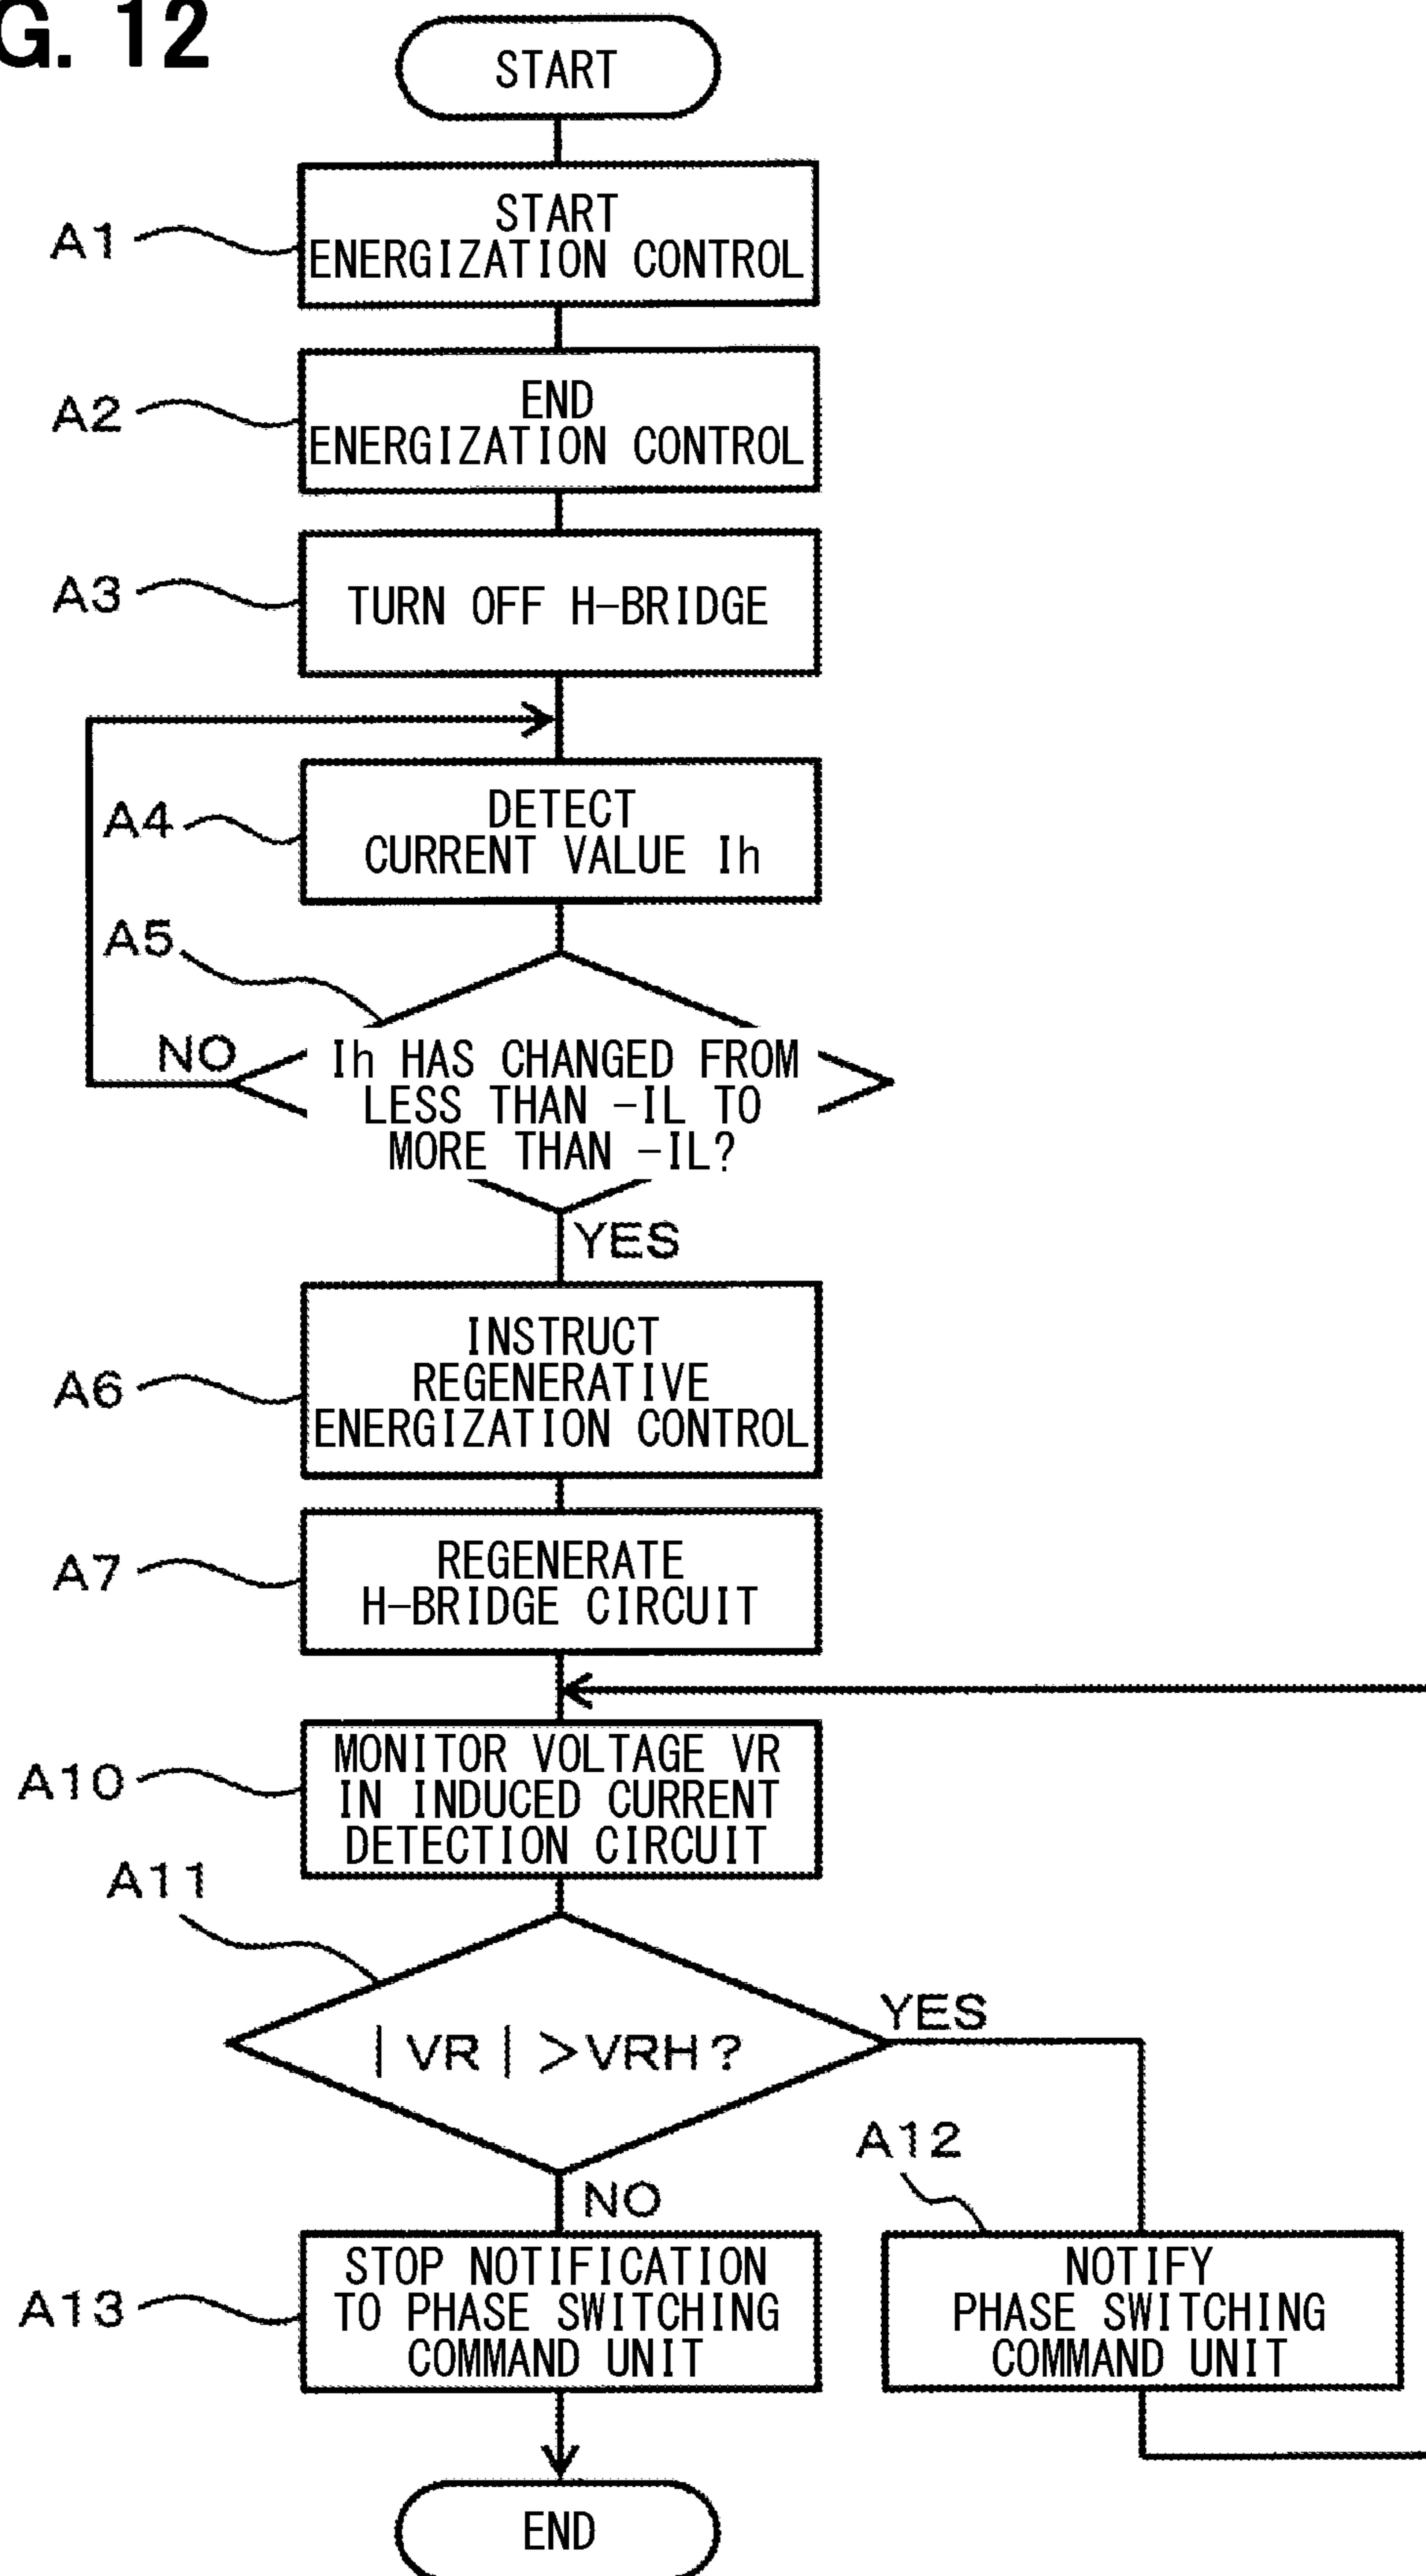 G. 12
START
A1
START
ENERGIZATION CONTROL
A2
END
ENERGIZATION CONTROL
A3
TURN OFF H-BRIDGE
A4
DETECT
CURRENT VALUE Ih
A5
NO
Ih HAS CHANGED FROM
LESS THAN -IL TO
MORE THAN -IL?
YES
A6
INSTRUCT
REGENERATIVE
ENERGIZATION CONTROL
A7
REGENERATE
H-BRIDGE CIRCUIT
A10
MONITOR VOLTAGE VR
IN INDUCED CURRENT
DETECTION CIRCUIT
A11
|VR|>VRH?
YES
A12
NO
A13
STOP NOTIFICATION
TO PHASE SWITCHING
COMMAND UNIT
NOTIFY
PHASE SWITCHING
COMMAND UNIT
END